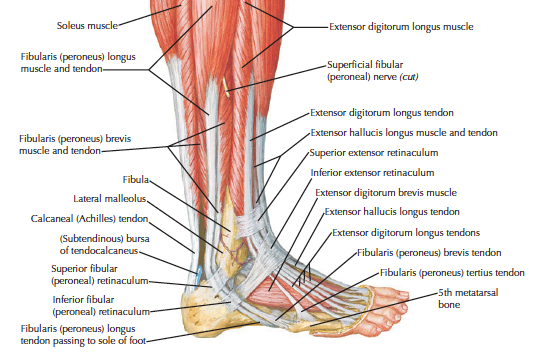 Soleus muscle
Fibularis (peroneus) longus
muscle and tendon
Fibularis (peroneus) brevis
muscle and tendon
Fibula
Lateral malleolus
Calcaneal (Achilles) tendon
(Subtendinous) bursa
of tendocalcaneus
Superior fibular
(peroneal) retinaculum
Inferior fibular
(peroneal) retinaculum
Fibularis (peroneus) longus
tendon passing to sole of foot
Extensor digitorum longus muscle
Superficial fibular
(peroneal) nerve (cut)
Extensor digitorum longus tendon
Extensor hallucis longus muscle and tendon
Superior extensor retinaculum
Inferior extensor retinaculum
Extensor digitorum brevis muscle
Extensor hallucis longus tendon
Extensor digitorum longus tendons
Fibularis (peroneus) brevis tendon
Fibularis (peroneus) tertius tendon
5th metatarsal
bone